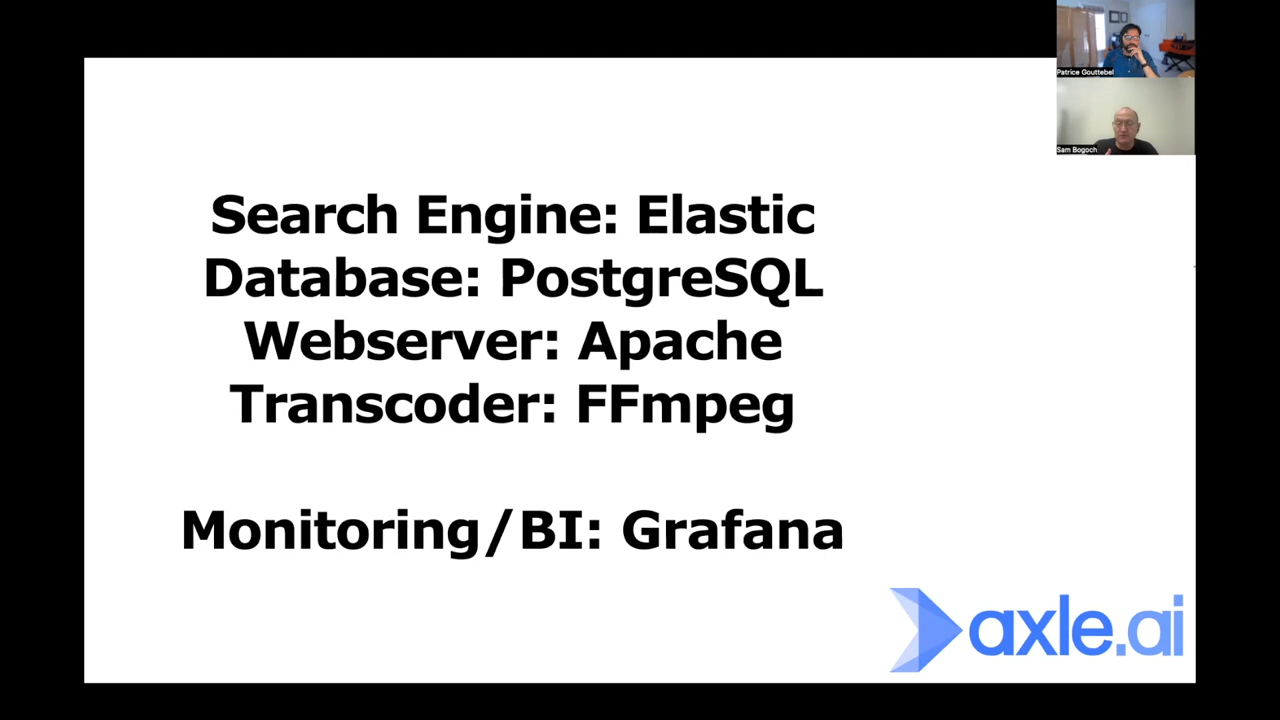 Patrice Gouttebel
Sam Bogoch
Search Engine: Elastic
Database: PostgreSQL
Webserver: Apache
Transcoder: FFmpeg
Monitoring/BI: Grafana
axle.ai